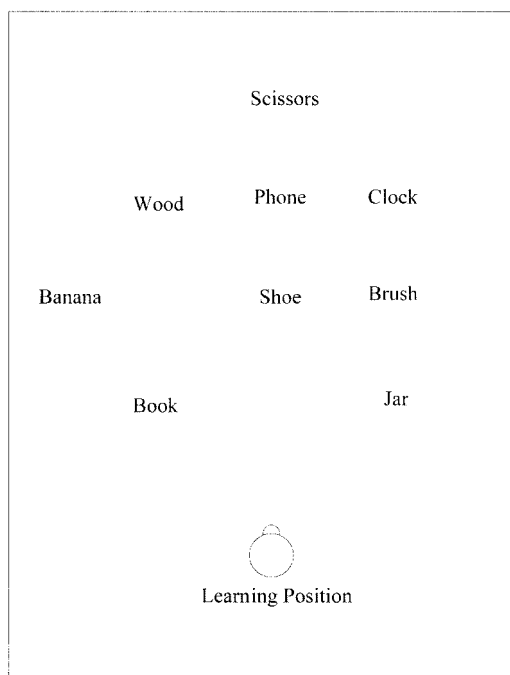 Scissors
Wood Phone Clock
Banana Shoe Brush
Book Jar
Learning Position